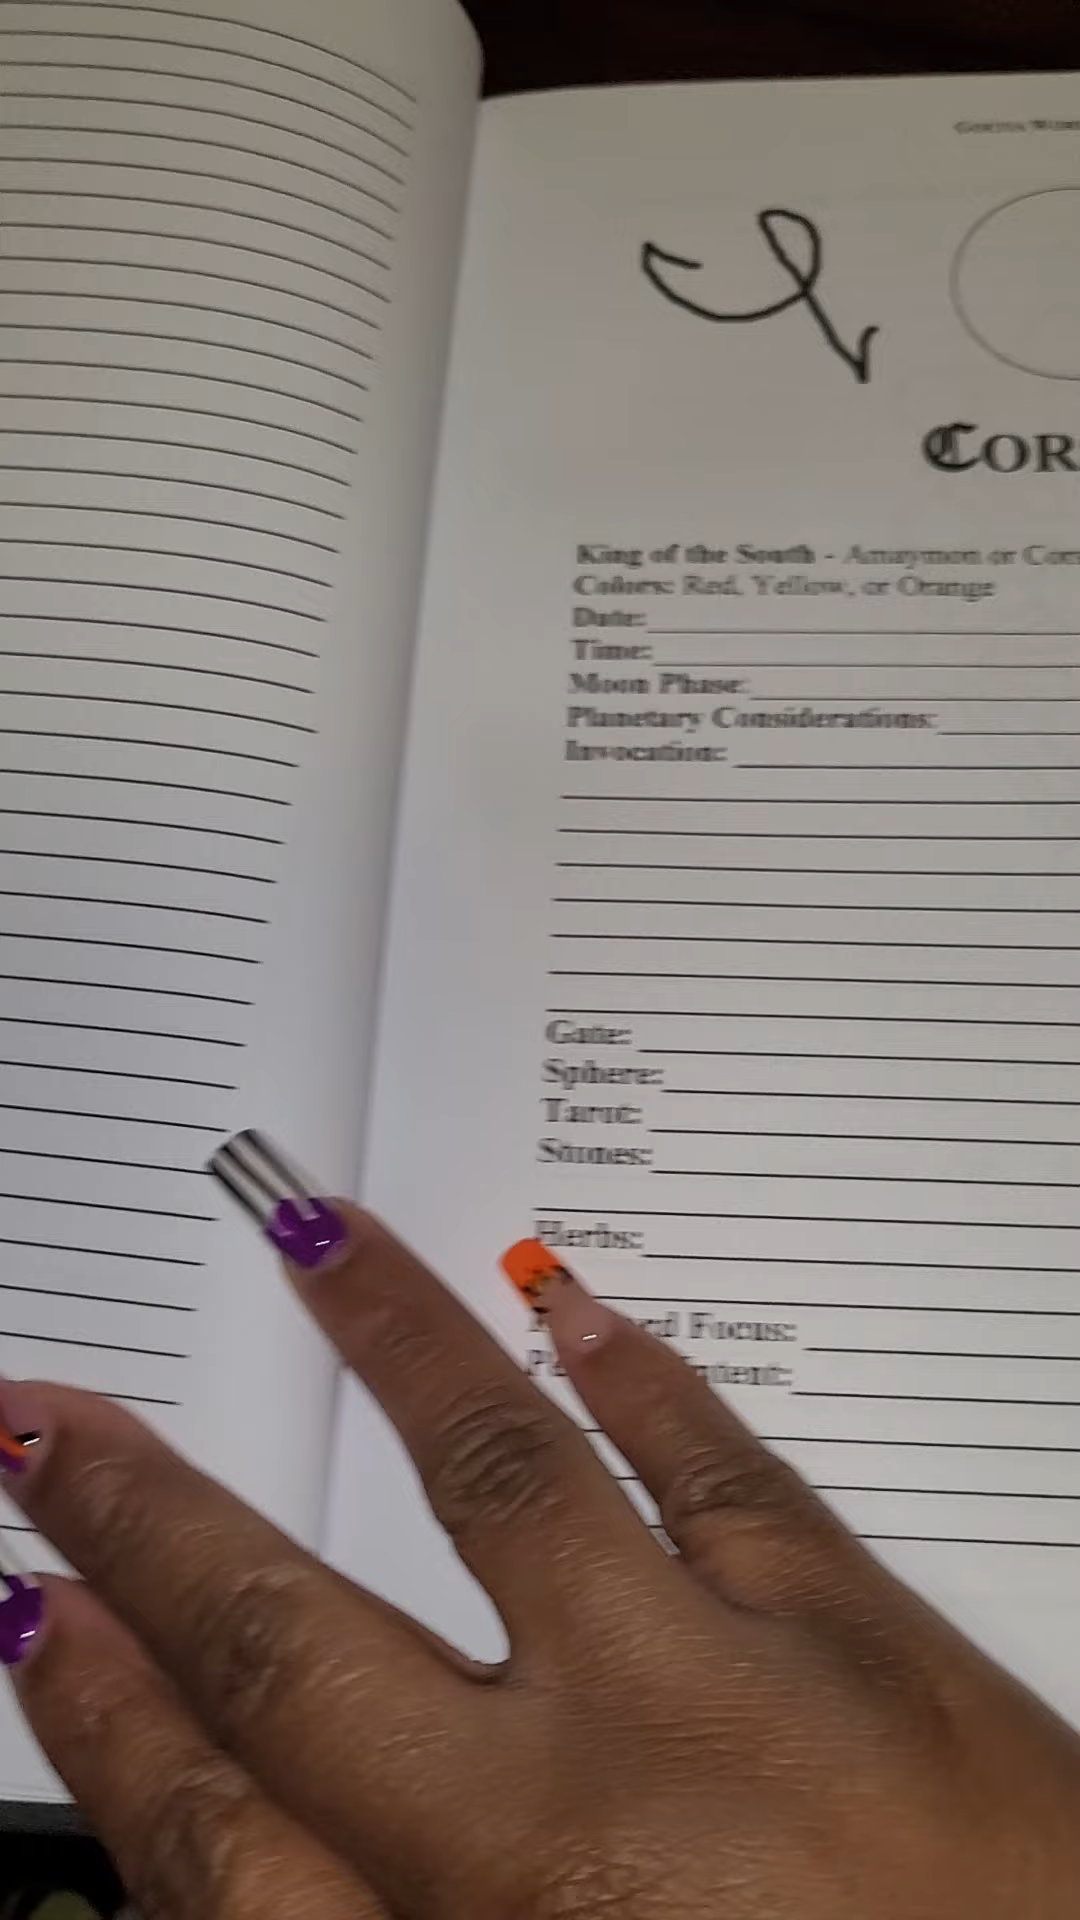 COR
King of the South - Amaymon or Cor
Colors: Red, Yellow, or Orange
Date:
Time:
Moon Phase:
Planetary Considerations:
Invocation:
Gate:
Sphere:
Tarot:
Stones:
Herbs:
Focus: